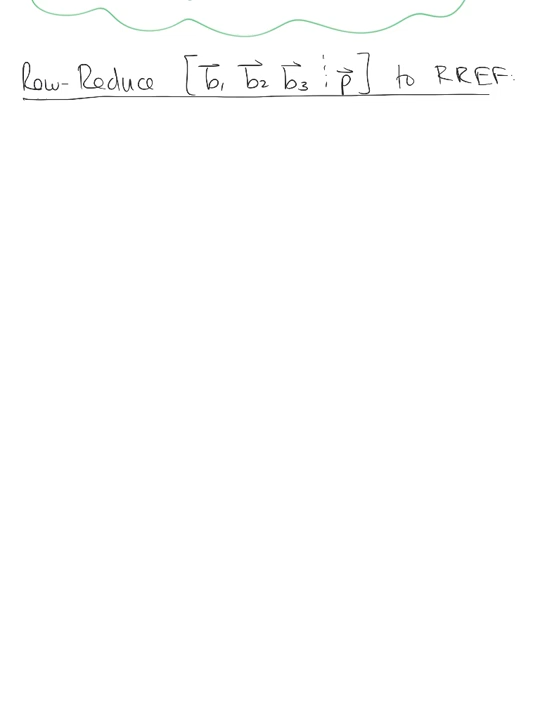 Row-Reduce [b⃗₁ b⃗₂ b⃗₃ ⋮ p⃗] to RREF: